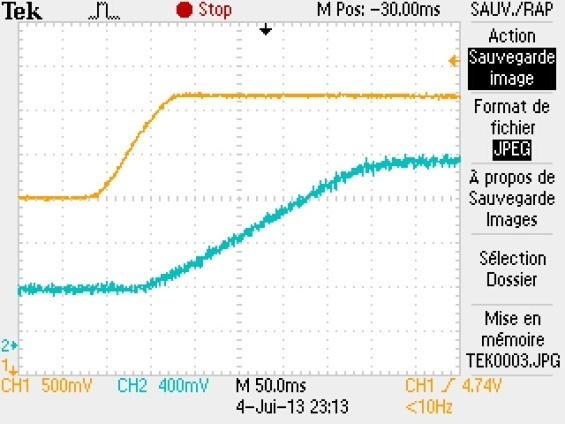 Tek Stop M Pos: -30.00ms SAUV./RAP
Action
Sauvegarde
image
Format de
fichier
JPEG
À propos de
Sauvegarde
Images
Sélection
Dossier
Mise en
mémoire
TEK0003.JPG
2
1
CH1 500mV CH2 400mV M 50.0ms CH1 4.74V
4-Jui-13 23:13 <10Hz